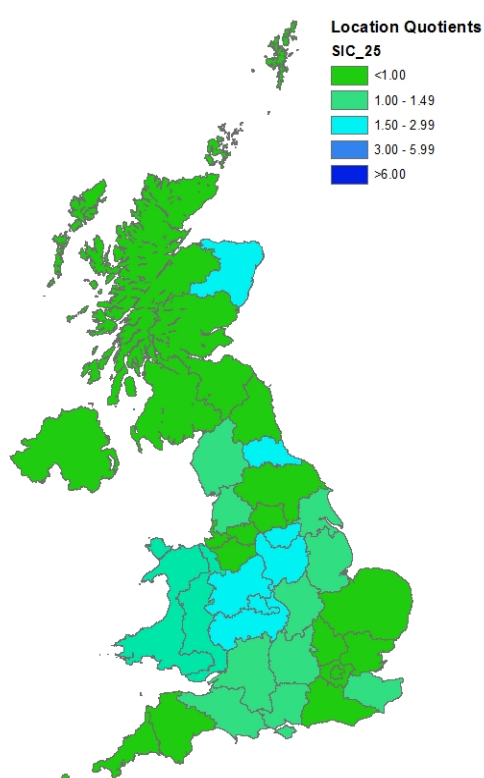 Location Quotients
SIC_25
<1.00
1.00 - 1.49
1.50 - 2.99
3.00 - 5.99
>6.00